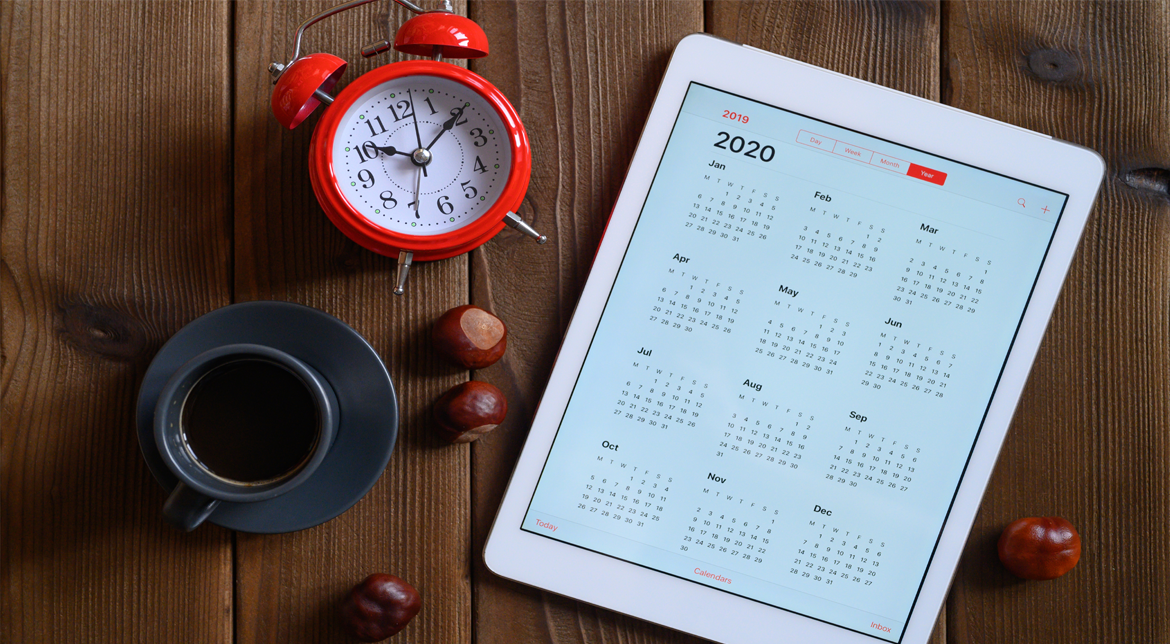 12
1
2
3
4
5
6
7
8
9
10
11
2019
2020
Day Week Month Year
Jan
M T W T F S S
1 2 3 4 5
6 7 8 9 10 11 12
13 14 15 16 17 18 19
20 21 22 23 24 25 26
27 28 29 30 31
Feb
M T W T F S S
1 2
3 4 5 6 7 8 9
10 11 12 13 14 15 16
17 18 19 20 21 22 23
24 25 26 27 28 29
Mar
M T W T F S S
1
2 3 4 5 6 7 8
9 10 11 12 13 14 15
16 17 18 19 20 21 22
23 24 25 26 27 28 29
30 31
Apr
M T W T F S S
1 2 3 4 5
6 7 8 9 10 11 12
13 14 15 16 17 18 19
20 21 22 23 24 25 26
27 28 29 30
May
M T W T F S S
1 2 3
4 5 6 7 8 9 10
11 12 13 14 15 16 17
18 19 20 21 22 23 24
25 26 27 28 29 30 31
Jun
M T W T F S S
1 2 3 4 5 6 7
8 9 10 11 12 13 14
15 16 17 18 19 20 21
22 23 24 25 26 27 28
29 30
Jul
M T W T F S S
1 2 3 4 5
6 7 8 9 10 11 12
13 14 15 16 17 18 19
20 21 22 23 24 25 26
27 28 29 30 31
Aug
M T W T F S S
1 2
3 4 5 6 7 8 9
10 11 12 13 14 15 16
17 18 19 20 21 22 23
24 25 26 27 28 29 30
31
Sep
M T W T F S S
1 2 3 4 5 6
7 8 9 10 11 12 13
14 15 16 17 18 19 20
21 22 23 24 25 26 27
28 29 30
Oct
M T W T F S S
1 2 3 4
5 6 7 8 9 10 11
12 13 14 15 16 17 18
19 20 21 22 23 24 25
26 27 28 29 30 31
Nov
M T W T F S S
1
2 3 4 5 6 7 8
9 10 11 12 13 14 15
16 17 18 19 20 21 22
23 24 25 26 27 28 29
30
Dec
M T W T F S S
1 2 3 4 5 6
7 8 9 10 11 12 13
14 15 16 17 18 19 20
21 22 23 24 25 26 27
28 29 30 31
Today
Calendars
Inbox